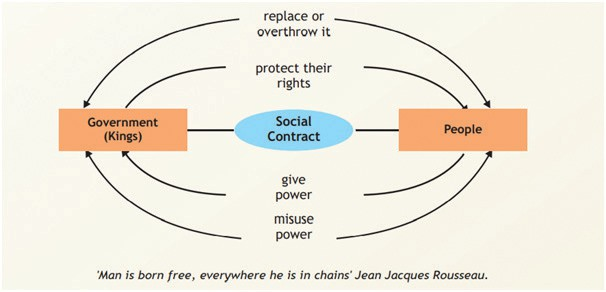 replace or
overthrow it
protect their
rights
Government
(Kings)
Social
Contract
People
give
power
misuse
power
'Man is born free, everywhere he is in chains' Jean Jacques Rousseau.